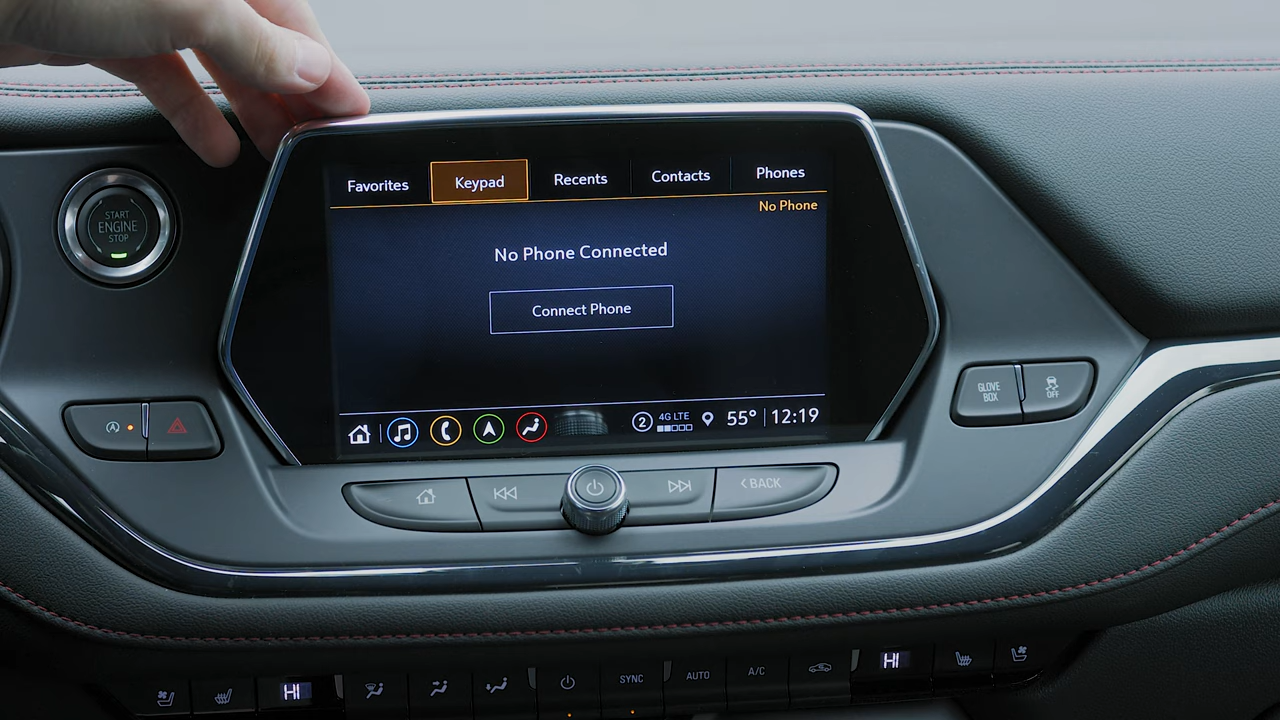 Favorites Keypad Recents Contacts Phones
No Phone
START
ENGINE
STOP
No Phone Connected
Connect Phone
GLOVE
BOX
OFF
2 4G LTE 55° 12:19
BACK
HI SYNC AUTO A/C HI